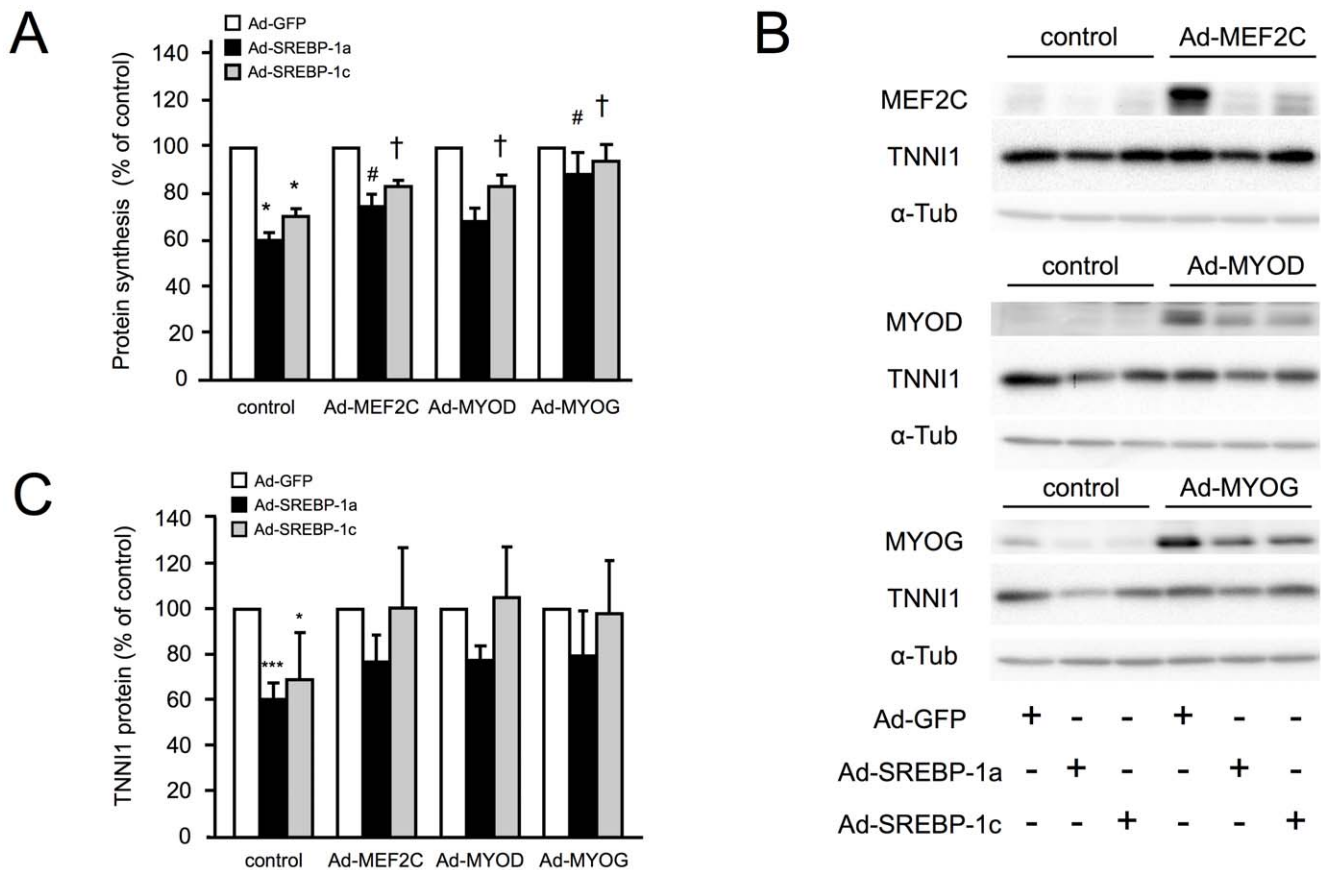 A
Ad-GFP
Ad-SREBP-1a
Ad-SREBP-1c
Protein synthesis (% of control)
140
120
100
80
60
40
20
0
* * # † † # †
control Ad-MEF2C Ad-MYOD Ad-MYOG
B
control Ad-MEF2C
MEF2C
TNNI1
α-Tub
control Ad-MYOD
MYOD
TNNI1
α-Tub
control Ad-MYOG
MYOG
TNNI1
α-Tub
Ad-GFP + - - + - -
Ad-SREBP-1a - + - - + -
Ad-SREBP-1c - - + - - +
C
Ad-GFP
Ad-SREBP-1a
Ad-SREBP-1c
TNNI1 protein (% of control)
140
120
100
80
60
40
20
0
*** *
control Ad-MEF2C Ad-MYOD Ad-MYOG